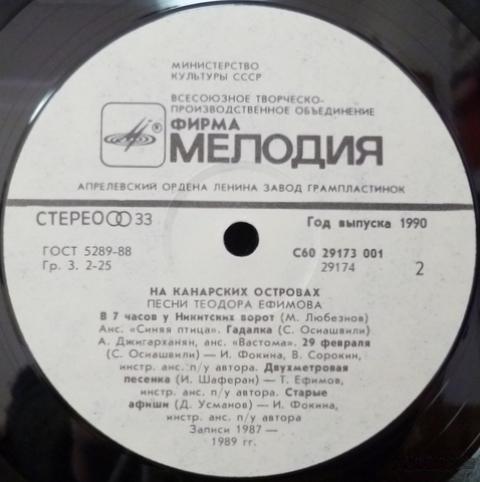 МИНИСТЕРСТВО
КУЛЬТУРЫ СССР
ВСЕСОЮЗНОЕ ТВОРЧЕСКО-
ПРОИЗВОДСТВЕННОЕ ОБЪЕДИНЕНИЕ
ФИРМА
МЕЛОДИЯ
АПРЕЛЕВСКИЙ ОРДЕНА ЛЕНИНА ЗАВОД ГРАМПЛАСТИНОК
СТЕРЕО 33
Год выпуска 1990
ГОСТ 5289-88
С60 29173 001
Гр. 3. 2-25
29174
2
НА КАНАРСКИХ ОСТРОВАХ
ПЕСНИ ТЕОДОРА ЕФИМОВА
В 7 часов у Никитских ворот (М. Любезнов)
Анс. «Синяя птица». Гадалка (С. Осиашвили)
А. Джигарханян, анс. «Вастома». 29 февраля
(С. Осиашвили) — И. Фокина, В. Сорокин,
инстр. анс. п/у автора. Двухметровая
песенка (И. Шаферан) — Т. Ефимов,
инстр. анс. п/у автора. Старые
афиши (Д. Усманов) — И. Фокина,
инстр. анс. п/у автора
Записи 1987—
1989 гг.